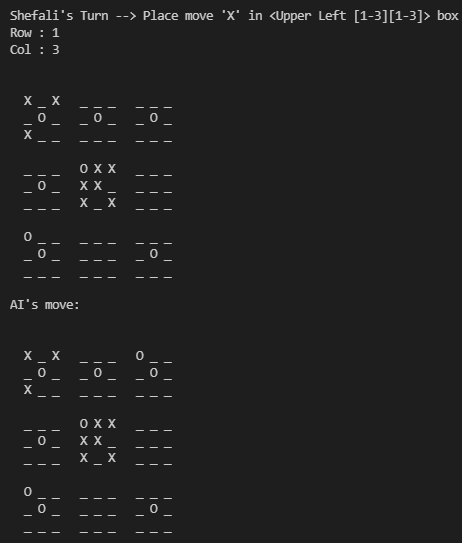 Shefali's Turn --> Place move 'X' in <Upper Left [1-3][1-3]> box
Row : 1
Col : 3
X _ X _ _ _ _ _ _
_ O _ _ O _ _ O _
X _ _ _ _ _ _ _ _
_ _ _ O X X _ _ _
_ O _ X X _ _ _ _
_ _ _ X _ X _ _ _
O _ _ _ _ _ _ _ _
_ O _ _ _ _ _ O _
_ _ _ _ _ _ _ _ _
AI's move:
X _ X _ _ _ O _ _
_ O _ _ O _ _ O _
X _ _ _ _ _ _ _ _
_ _ _ O X X _ _ _
_ O _ X X _ _ _ _
_ _ _ X _ X _ _ _
O _ _ _ _ _ _ _ _
_ O _ _ _ _ _ O _
_ _ _ _ _ _ _ _ _